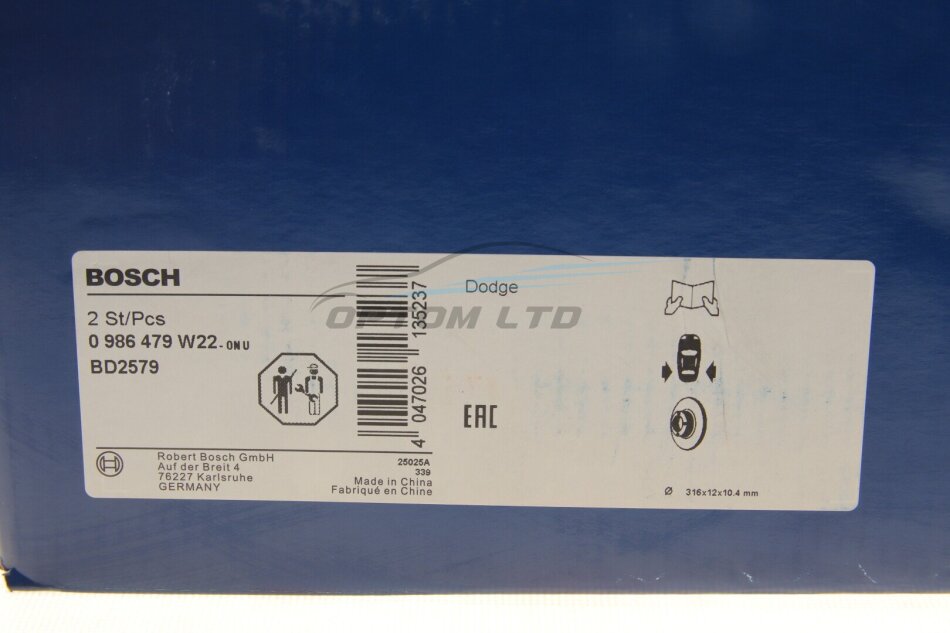 BOSCH
2 St/Pcs
0 986 479 W22-0NU
BD2579
Robert Bosch GmbH
Auf der Breit 4
76227 Karlsruhe
GERMANY
25025A
339
Made in China
Fabriqué en Chine
4 047026 135237
Dodge
OPTOM LTD
EAC
Ø 316x12x10.4 mm